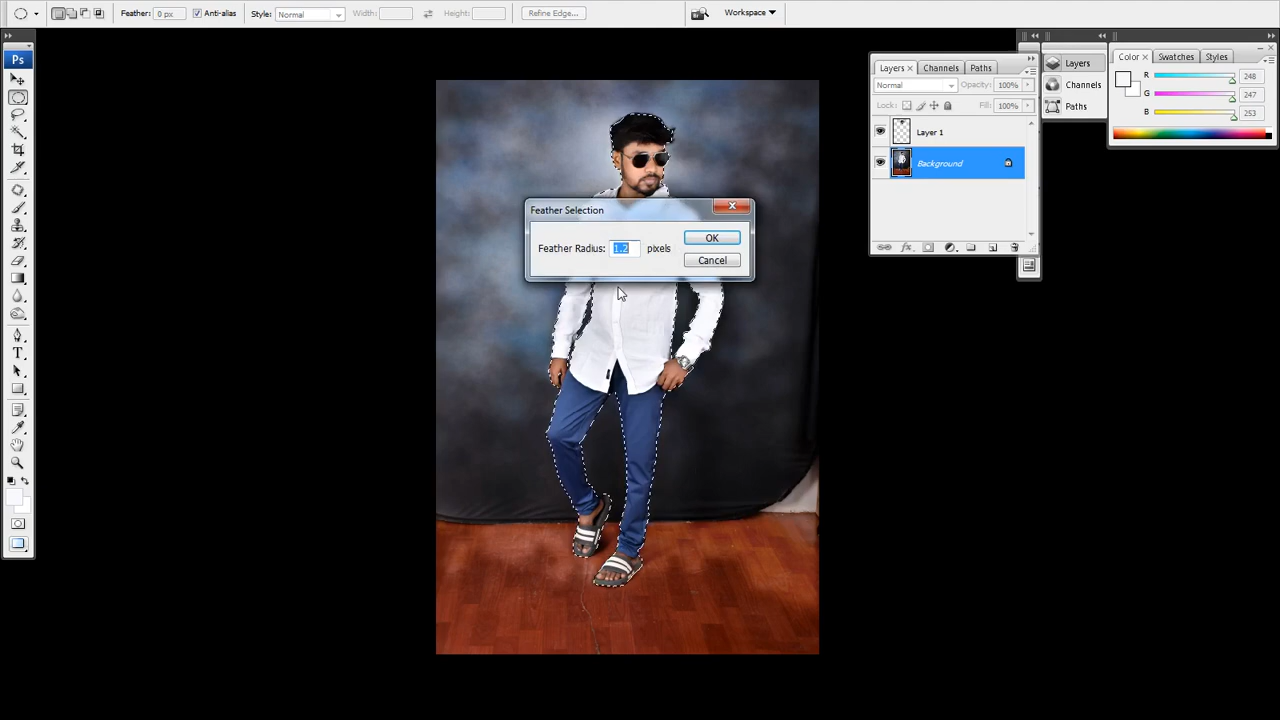 Feather: 0 px Anti-alias Style: Normal Width: Height: Refine Edge... Workspace
Ps
T
Layers Channels Paths
Normal Opacity: 100%
Lock: Fill: 100%
Layer 1
Background
fx
Layers
Channels
Paths
Color Swatches Styles
R 248
G 247
B 253
Feather Selection
Feather Radius: 1.2 pixels
OK
Cancel